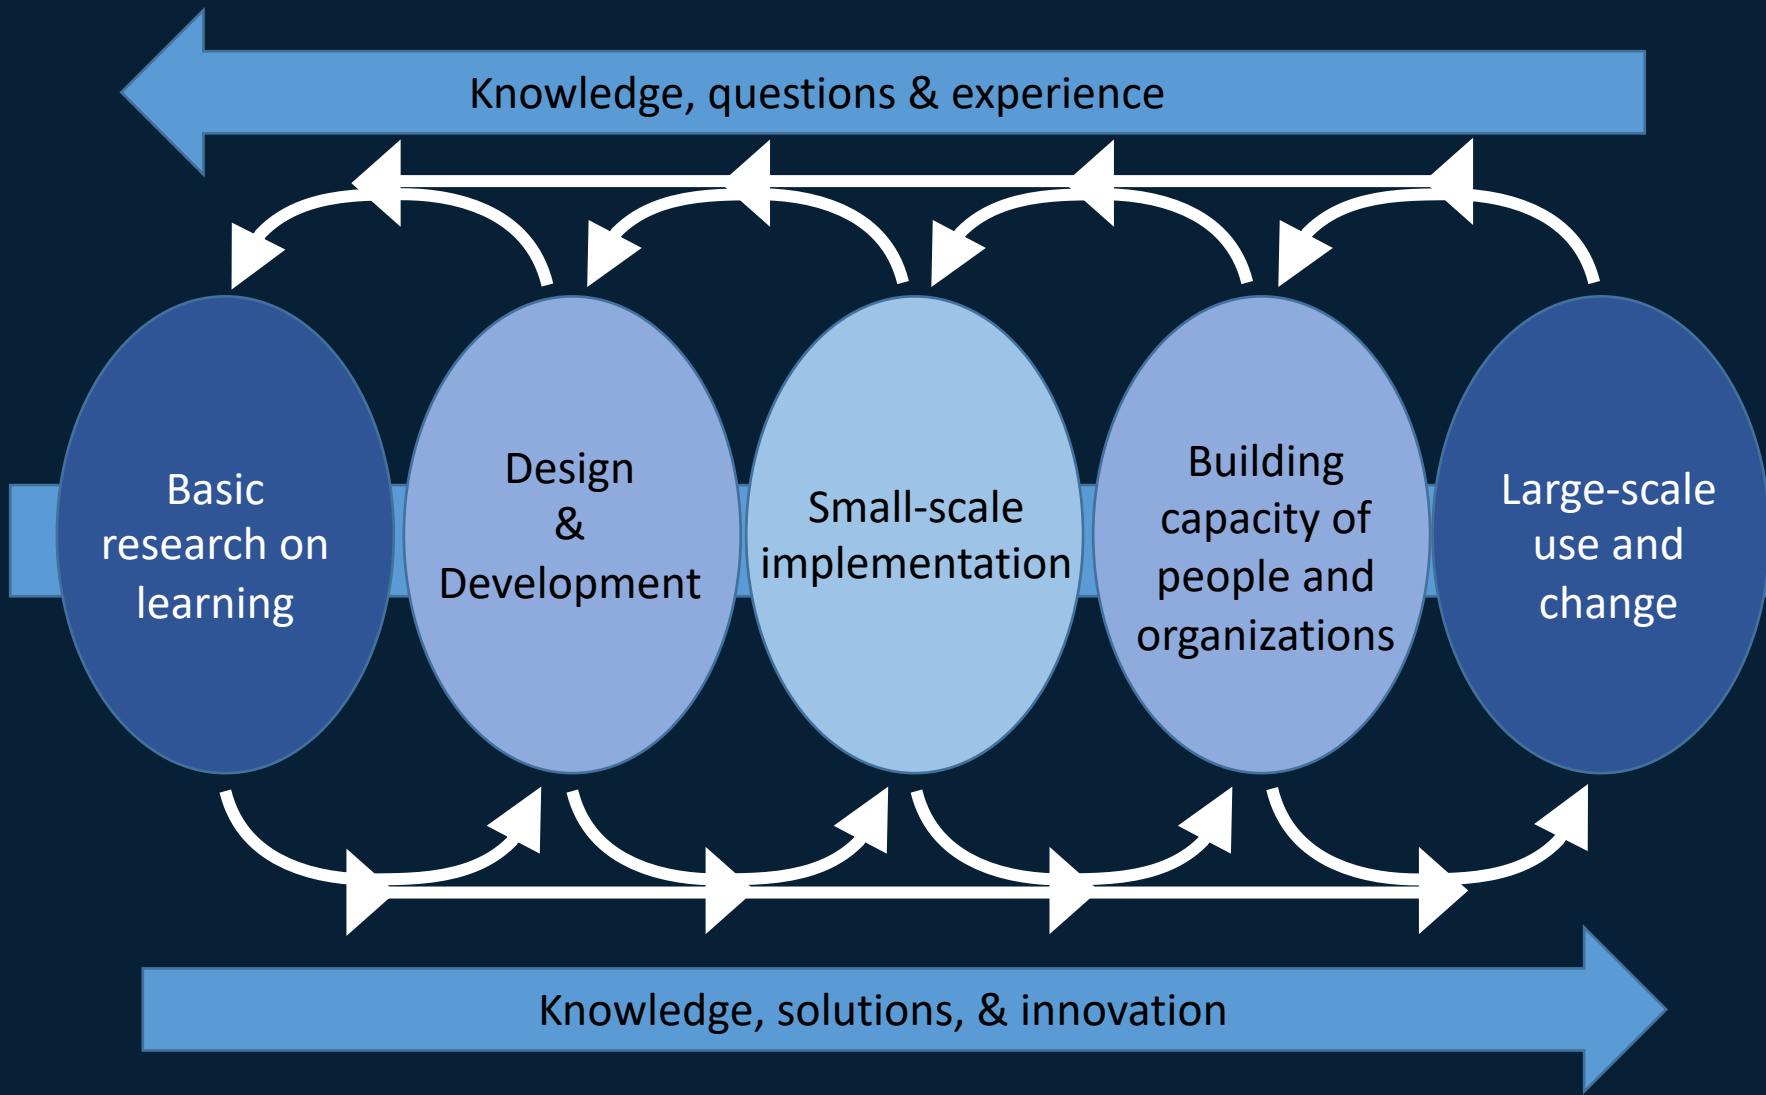 Knowledge, questions & experience
Basic
research on
learning
Design
&
Development
Small-scale
implementation
Building
capacity of
people and
organizations
Large-scale
use and
change
Knowledge, solutions, & innovation